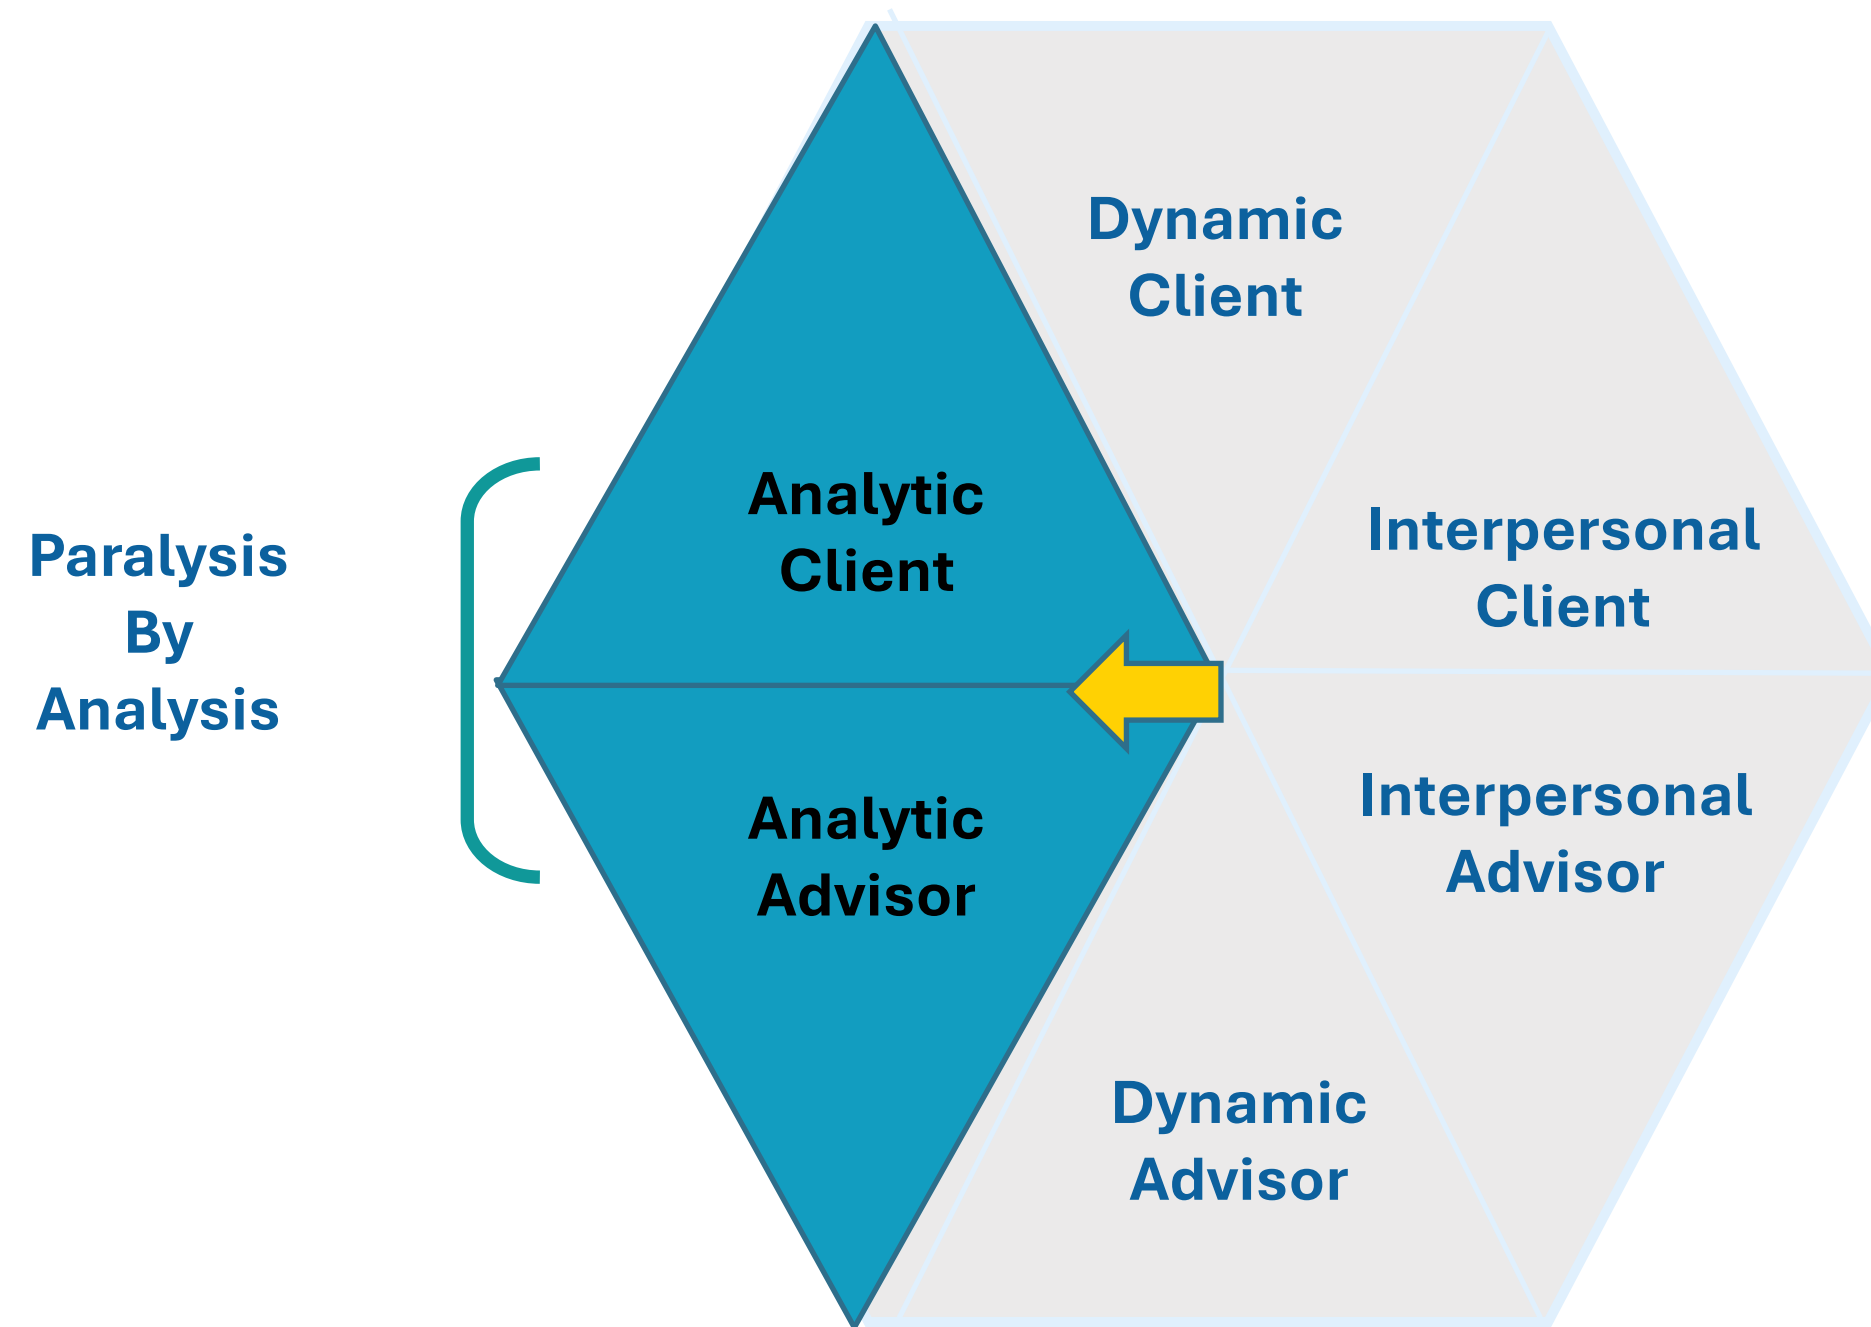 Dynamic
Client
Analytic
Client
Interpersonal
Client
Paralysis
By
Analysis
Analytic
Advisor
Interpersonal
Advisor
Dynamic
Advisor